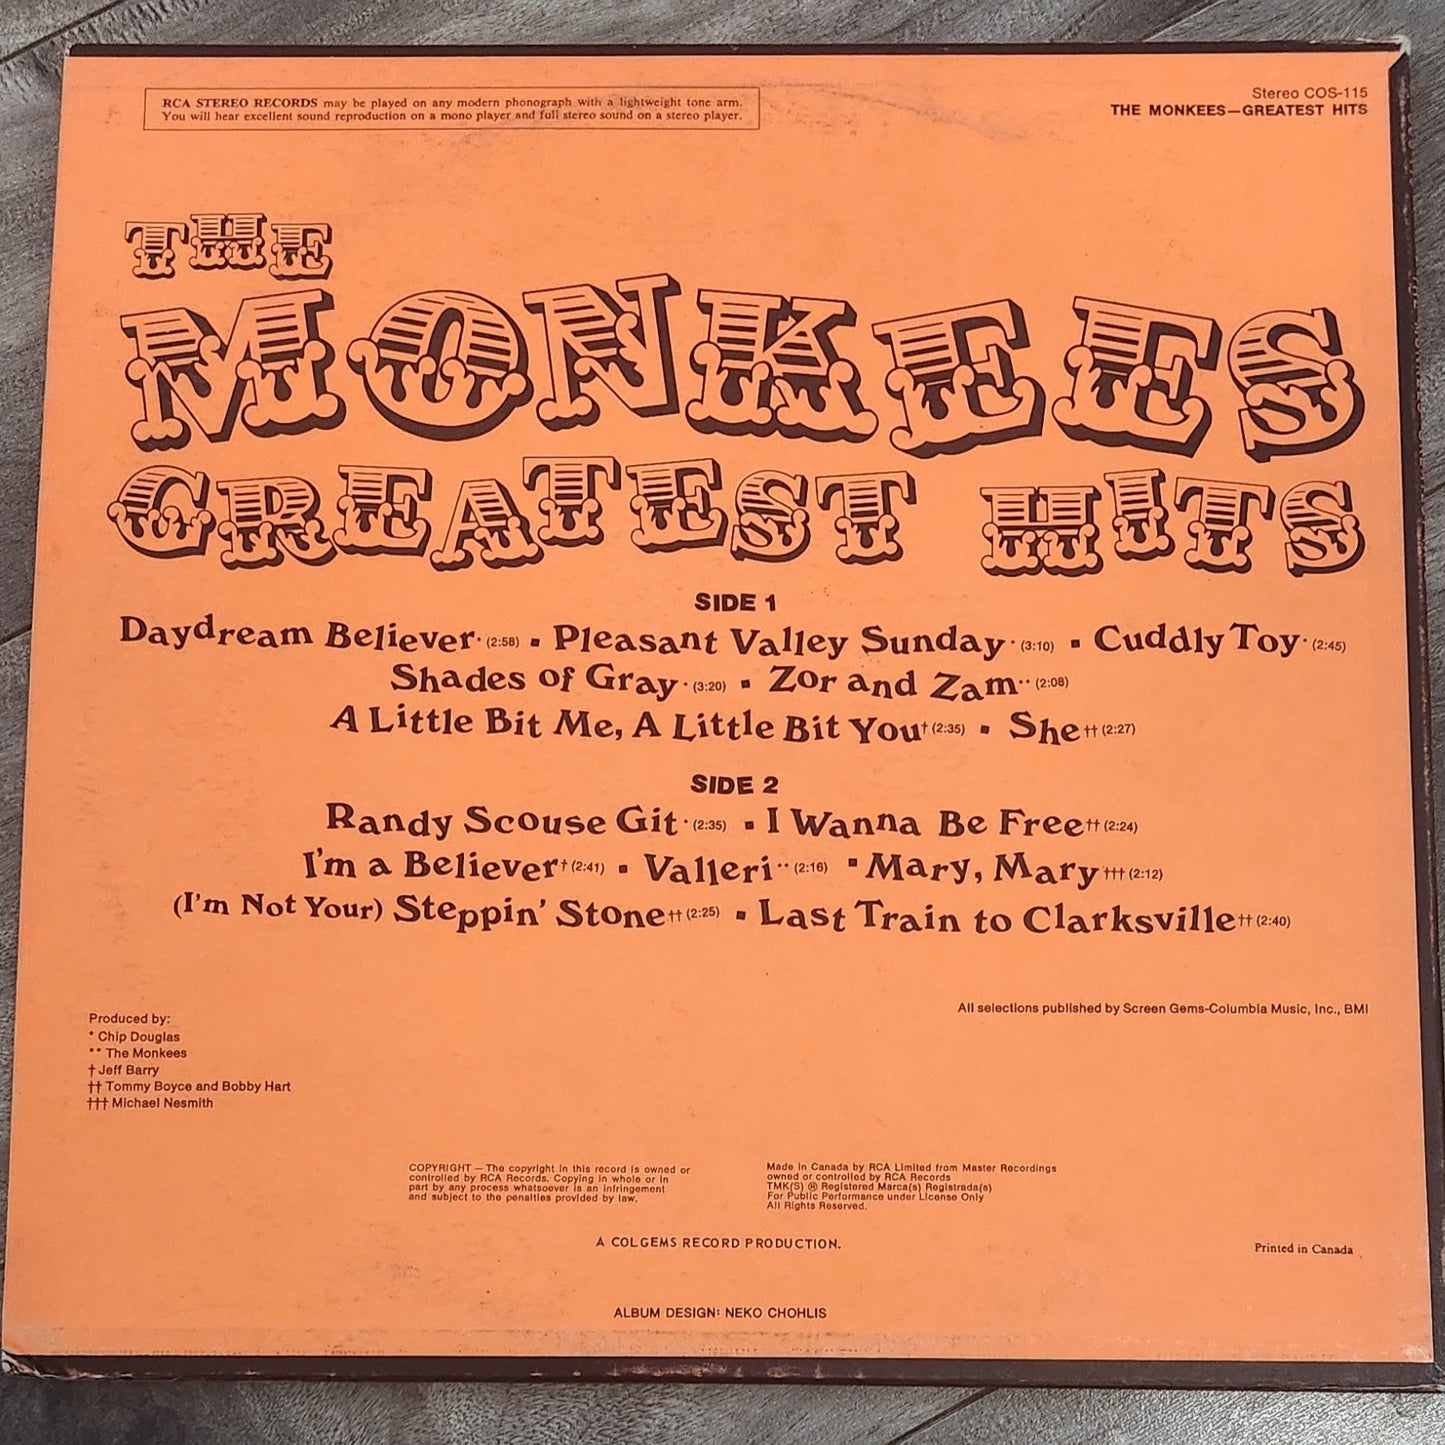 RCA STEREO RECORDS may be played on any modern phonograph with a lightweight tone arm.
You will hear excellent sound reproduction on a mono player and full stereo sound on a stereo player.
Stereo COS-115
THE MONKEES—GREATEST HITS
THE
MONKEES
GREATEST HITS
SIDE 1
Daydream Believer* (2:58) ▪ Pleasant Valley Sunday* (3:10) ▪ Cuddly Toy* (2:45)
Shades of Gray* (3:20) ▪ Zor and Zam** (2:08)
A Little Bit Me, A Little Bit You† (2:35) ▪ She†† (2:27)
SIDE 2
Randy Scouse Git* (2:35) ▪ I Wanna Be Free†† (2:24)
I'm a Believer† (2:41) ▪ Valleri** (2:16) ▪ Mary, Mary††† (2:12)
(I'm Not Your) Steppin' Stone†† (2:25) ▪ Last Train to Clarksville†† (2:40)
All selections published by Screen Gems-Columbia Music, Inc., BMI
Produced by:
* Chip Douglas
** The Monkees
† Jeff Barry
†† Tommy Boyce and Bobby Hart
††† Michael Nesmith
COPYRIGHT — The copyright in this record is owned or
controlled by RCA Records. Copying in whole or in
part by any process whatsoever is an infringement
and subject to the penalties provided by law.
Made in Canada by RCA Limited from Master Recordings
owned or controlled by RCA Records
TMK(S) ® Registered Marca(s) Registrada(s)
For Public Performance under License Only
All Rights Reserved.
A COLGEMS RECORD PRODUCTION.
Printed in Canada
ALBUM DESIGN: NEKO CHOHLIS